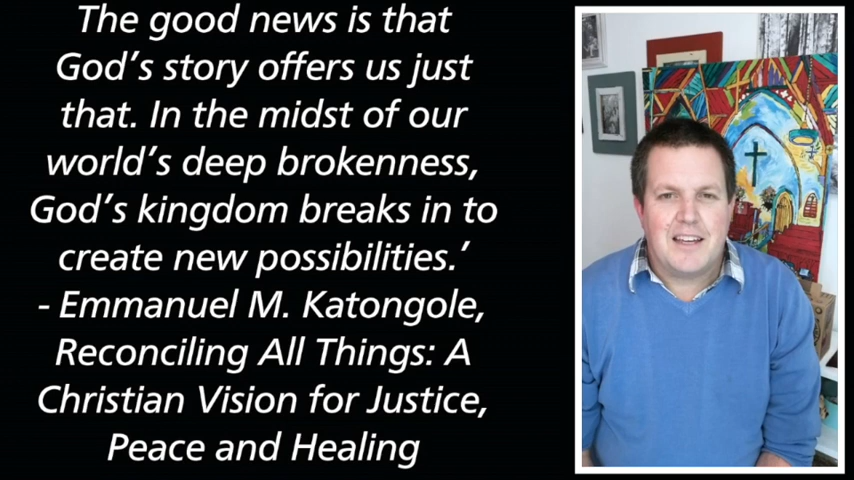 The good news is that
God's story offers us just
that. In the midst of our
world's deep brokenness,
God's kingdom breaks in to
create new possibilities.'
- Emmanuel M. Katongole,
Reconciling All Things: A
Christian Vision for Justice,
Peace and Healing